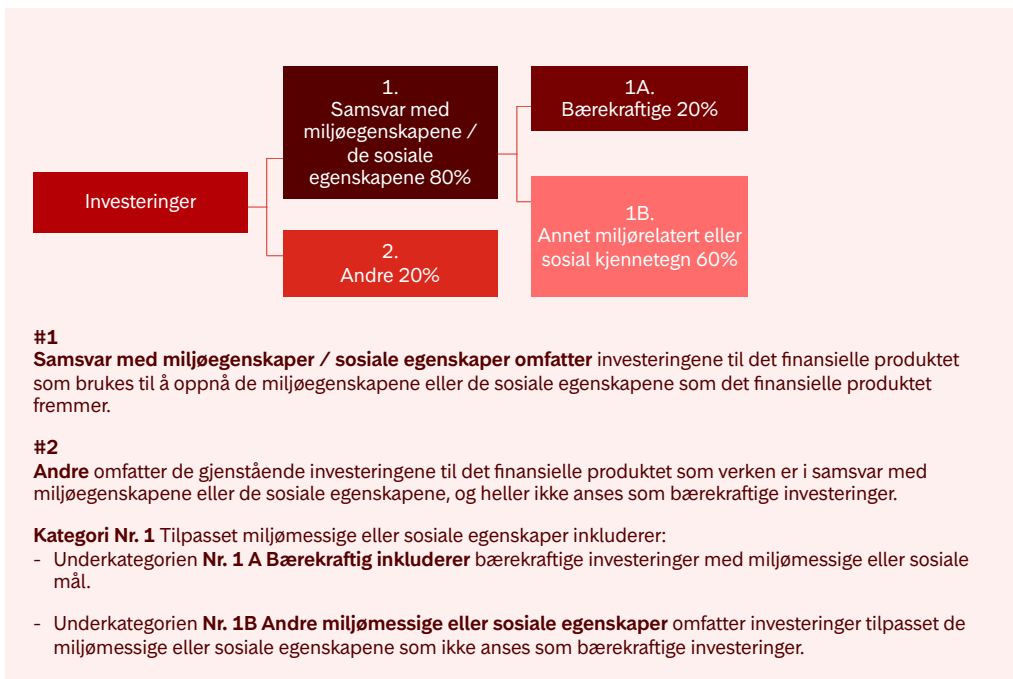 Investeringer
1.
Samsvar med
miljøegenskapene /
de sosiale
egenskapene 80%
2.
Andre 20%
1A.
Bærekraftige 20%
1B.
Annet miljørelatert eller
sosial kjennetegn 60%
#1
Samsvar med miljøegenskaper / sosiale egenskaper omfatter investeringene til det finansielle produktet
som brukes til å oppnå de miljøegenskapene eller de sosiale egenskapene som det finansielle produktet
fremmer.
#2
Andre omfatter de gjenstående investeringene til det finansielle produktet som verken er i samsvar med
miljøegenskapene eller de sosiale egenskapene, og heller ikke anses som bærekraftige investeringer.
Kategori Nr. 1 Tilpasset miljømessige eller sosiale egenskaper inkluderer:
- Underkategorien Nr. 1 A Bærekraftig inkluderer bærekraftige investeringer med miljømessige eller sosiale
mål.
- Underkategorien Nr. 1B Andre miljømessige eller sosiale egenskaper omfatter investeringer tilpasset de
miljømessige eller sosiale egenskapene som ikke anses som bærekraftige investeringer.